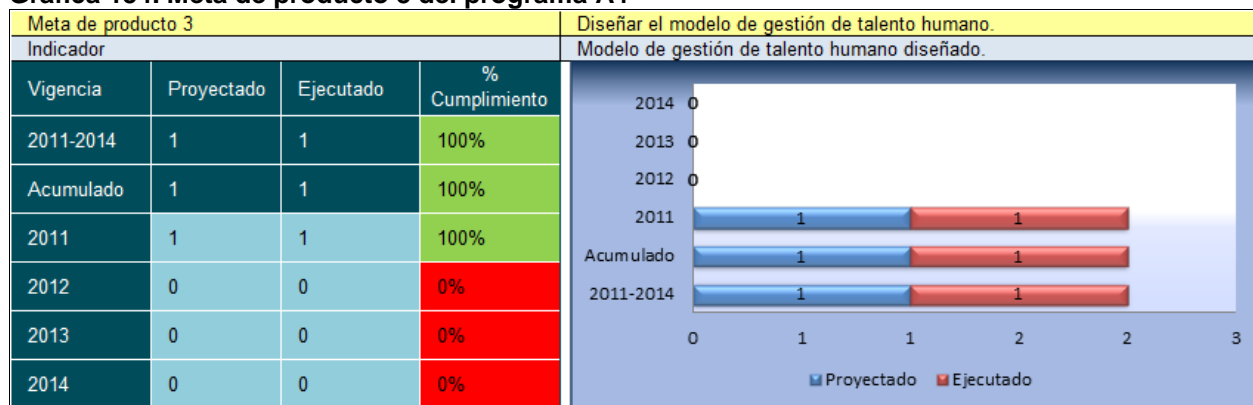 Meta de producto 3 Diseñar el modelo de gestión de talento humano.
Indicador Modelo de gestión de talento humano diseñado.
Vigencia Proyectado Ejecutado % Cumplimiento
2011-2014 1 1 100%
Acumulado 1 1 100%
2011 1 1 100%
2012 0 0 0%
2013 0 0 0%
2014 0 0 0%
2014 0
2013 0
2012 0
2011 1 1
Acumulado 1 1
2011-2014 1 1
0 1 1 2 2 3
Proyectado Ejecutado